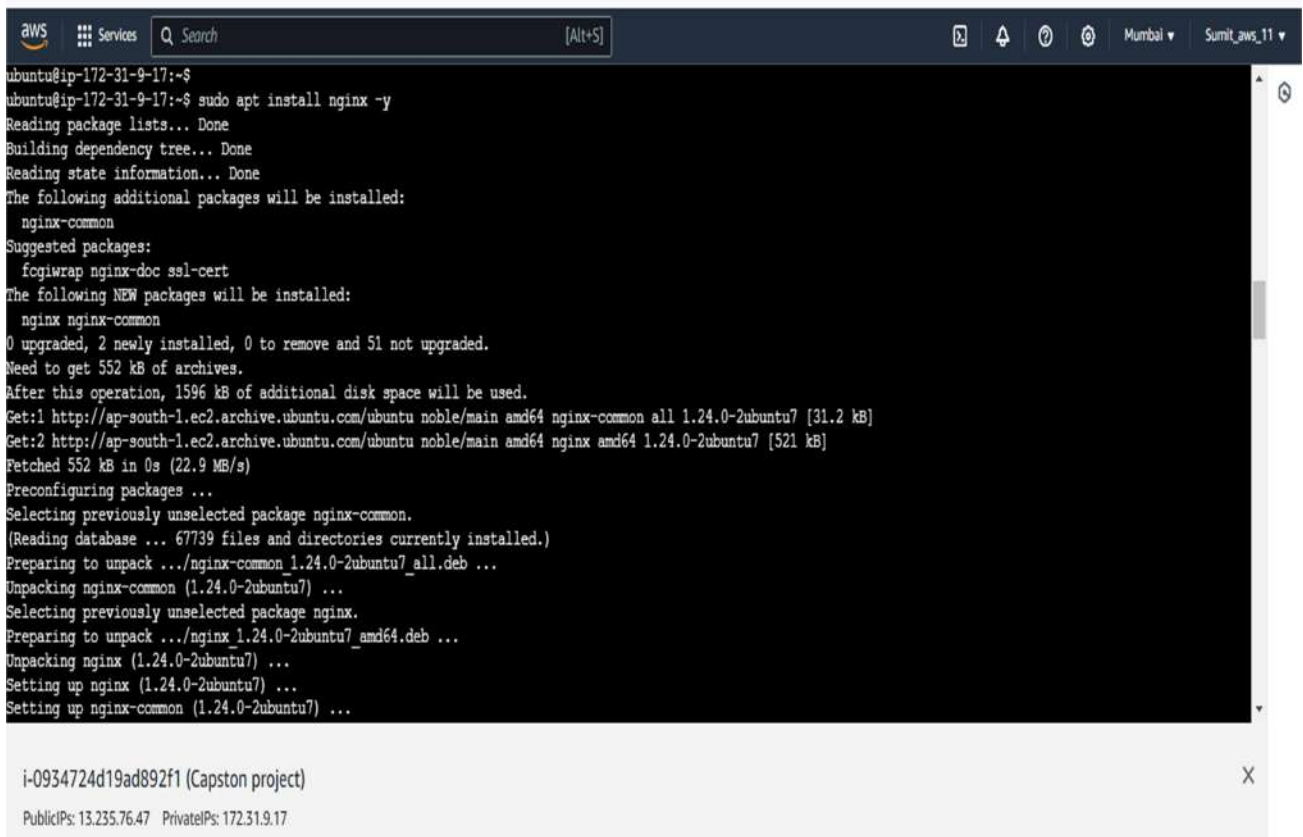 aws Services Search [Alt+S] Mumbai Sumit_aws_11
ubuntu@ip-172-31-9-17:~$
ubuntu@ip-172-31-9-17:~$ sudo apt install nginx -y
Reading package lists... Done
Building dependency tree... Done
Reading state information... Done
The following additional packages will be installed:
nginx-common
Suggested packages:
fcgiwrap nginx-doc ssl-cert
The following NEW packages will be installed:
nginx nginx-common
0 upgraded, 2 newly installed, 0 to remove and 51 not upgraded.
Need to get 552 kB of archives.
After this operation, 1596 kB of additional disk space will be used.
Get:1 http://ap-south-1.ec2.archive.ubuntu.com/ubuntu noble/main amd64 nginx-common all 1.24.0-2ubuntu7 [31.2 kB]
Get:2 http://ap-south-1.ec2.archive.ubuntu.com/ubuntu noble/main amd64 nginx amd64 1.24.0-2ubuntu7 [521 kB]
Fetched 552 kB in 0s (22.9 MB/s)
Preconfiguring packages ...
Selecting previously unselected package nginx-common.
(Reading database ... 67739 files and directories currently installed.)
Preparing to unpack .../nginx-common_1.24.0-2ubuntu7_all.deb ...
Unpacking nginx-common (1.24.0-2ubuntu7) ...
Selecting previously unselected package nginx.
Preparing to unpack .../nginx_1.24.0-2ubuntu7_amd64.deb ...
Unpacking nginx (1.24.0-2ubuntu7) ...
Setting up nginx (1.24.0-2ubuntu7) ...
Setting up nginx-common (1.24.0-2ubuntu7) ...
i-0934724d19ad892f1 (Capston project)
PublicIPs: 13.235.76.47 PrivateIPs: 172.31.9.17